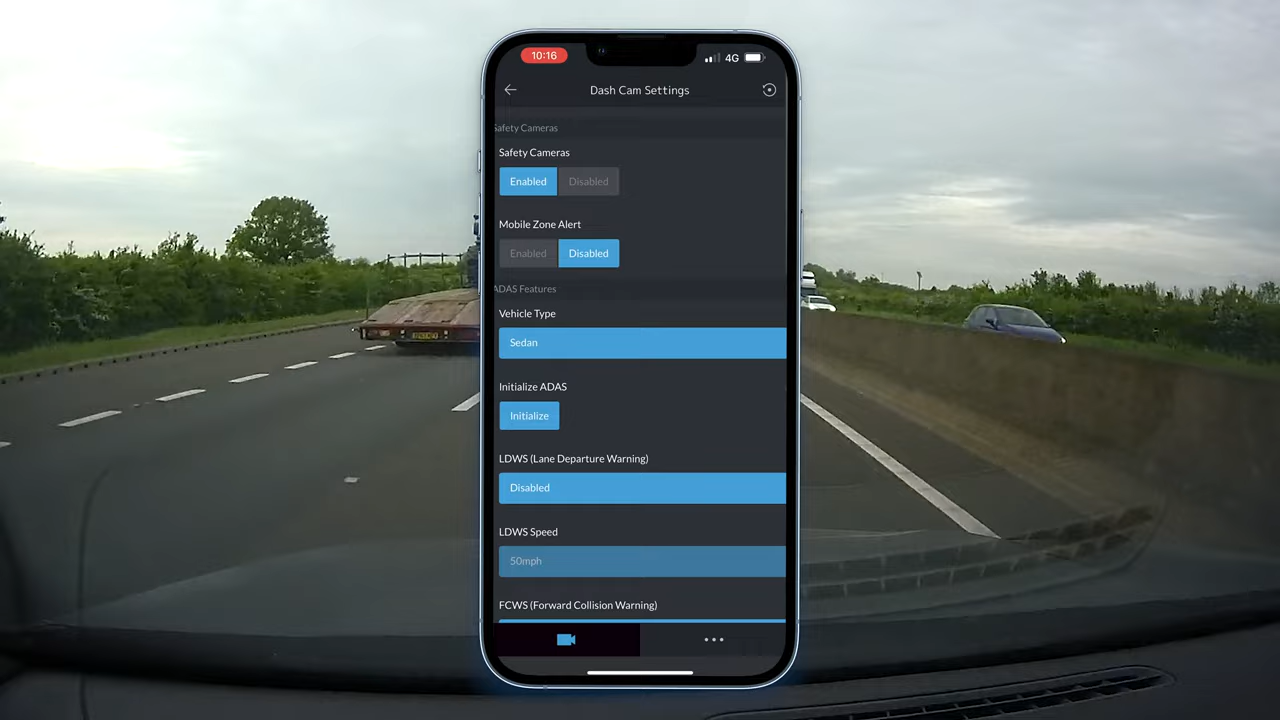 10:16
4G
Dash Cam Settings
Safety Cameras
Safety Cameras
Enabled
Disabled
Mobile Zone Alert
Enabled
Disabled
ADAS Features
Vehicle Type
Sedan
Initialize ADAS
Initialize
LDWS (Lane Departure Warning)
Disabled
LDWS Speed
50mph
FCWS (Forward Collision Warning)